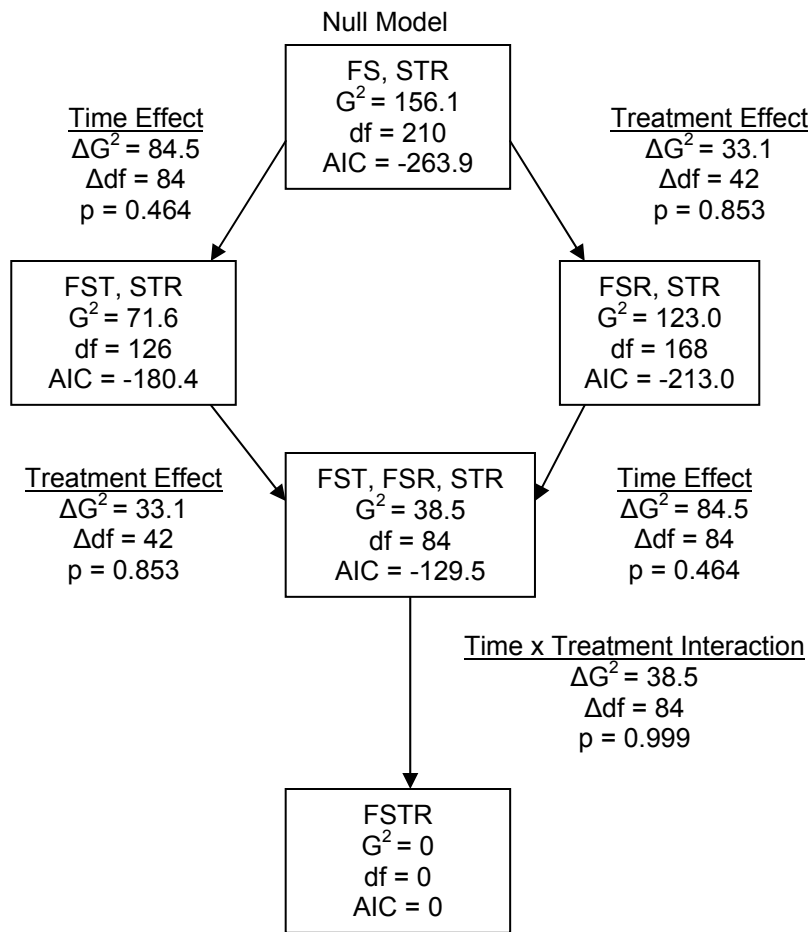 Null Model
FS, STR
G² = 156.1
df = 210
AIC = -263.9
Time Effect
ΔG² = 84.5
Δdf = 84
p = 0.464
Treatment Effect
ΔG² = 33.1
Δdf = 42
p = 0.853
FST, STR
G² = 71.6
df = 126
AIC = -180.4
FSR, STR
G² = 123.0
df = 168
AIC = -213.0
Treatment Effect
ΔG² = 33.1
Δdf = 42
p = 0.853
FST, FSR, STR
G² = 38.5
df = 84
AIC = -129.5
Time Effect
ΔG² = 84.5
Δdf = 84
p = 0.464
Time x Treatment Interaction
ΔG² = 38.5
Δdf = 84
p = 0.999
FSTR
G² = 0
df = 0
AIC = 0